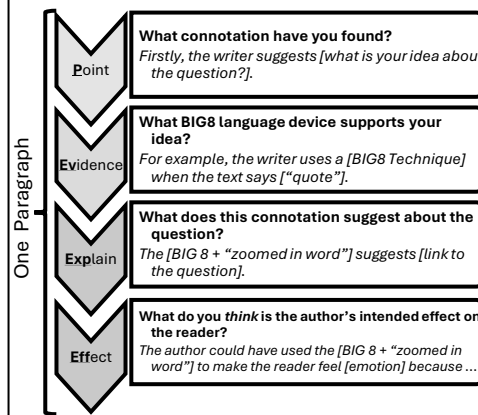 One Paragraph
Point
What connotation have you found?
Firstly, the writer suggests [what is your idea about
the question?].
Evidence
What BIG8 language device supports your
idea?
For example, the writer uses a [BIG8 Technique]
when the text says ["quote"].
Explain
What does this connotation suggest about the
question?
The [BIG 8 + "zoomed in word"] suggests [link to
the question].
Effect
What do you think is the author's intended effect on
the reader?
The author could have used the [BIG 8 + "zoomed in
word"] to make the reader feel [emotion] because ...